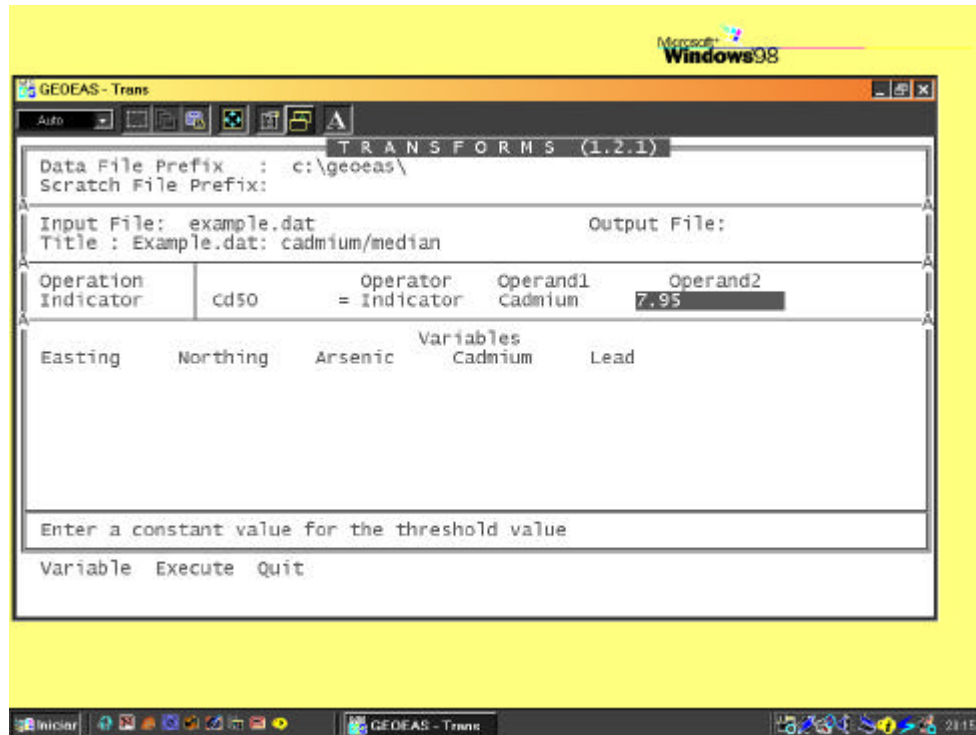 Microsoft
Windows98
GEOEAS - Trans
Auto
A
TRANSFORMS (1.2.1)
Data File Prefix : c:\geoeas\
Scratch File Prefix:
Input File: example.dat Output File:
Title : Example.dat: cadmium/median
Operation Operator Operand1 Operand2
Indicator Cd50 = Indicator Cadmium 7.95
Variables
Easting Northing Arsenic Cadmium Lead
Enter a constant value for the threshold value
Variable Execute Quit
Iniciar GEOEAS - Trans 21:15